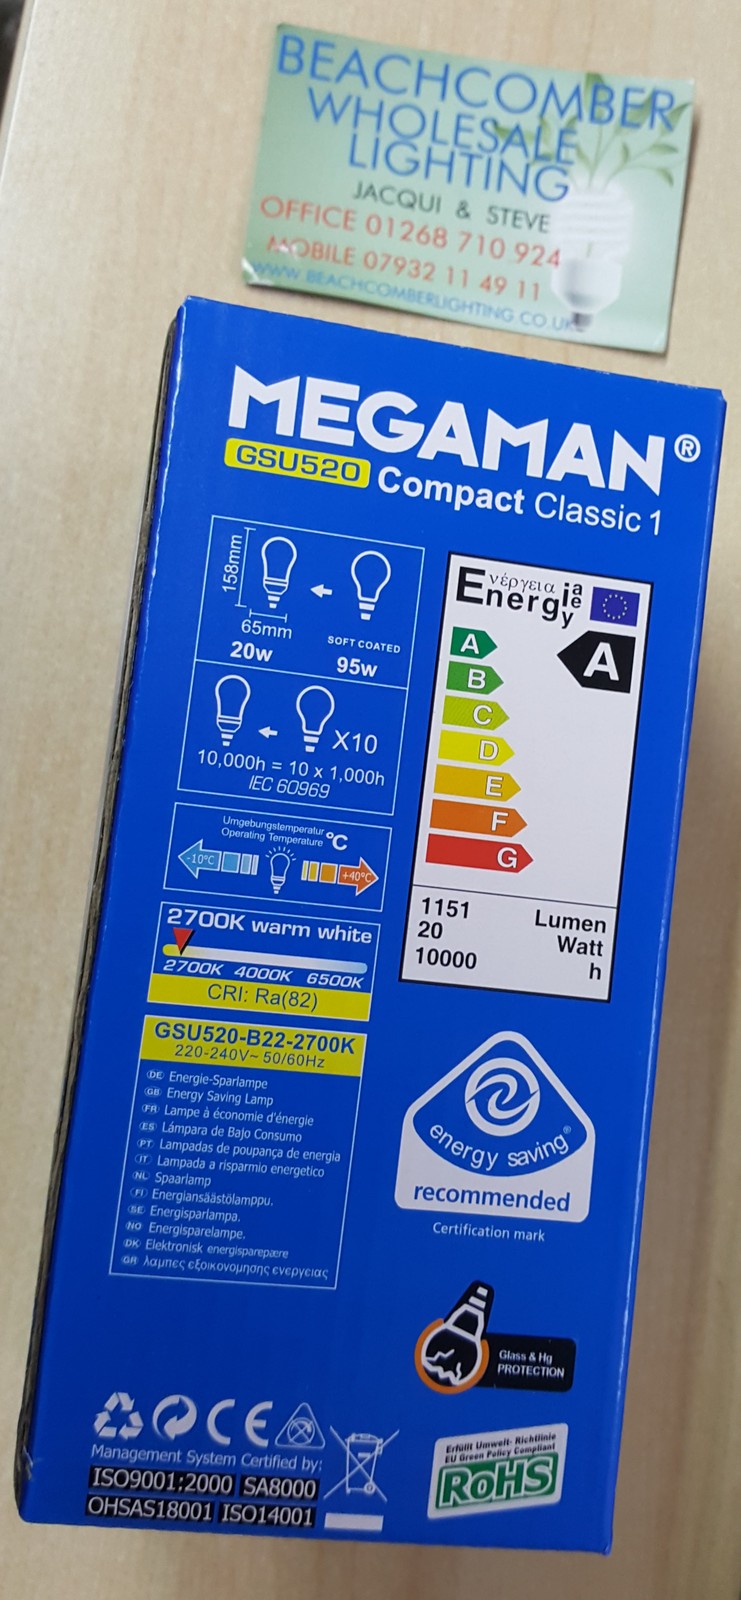 BEACHCOMBER
WHOLESALE
LIGHTING
JACQUI & STEVE
OFFICE 01268 710 924
MOBILE 07932 11 49 11
WWW.BEACHCOMBERLIGHTING.CO.UK
MEGAMAN®
GSU520 Compact Classic 1
158mm
65mm
20w
SOFT COATED
95w
X10
10,000h = 10 x 1,000h
IEC 60969
Umgebungstemperatur
Operating Temperature °C
-10°C
+40°C
2700K warm white
2700K 4000K 6500K
CRI: Ra(82)
GSU520-B22-2700K
220-240V~ 50/60Hz
DE Energie-Sparlampe
GB Energy Saving Lamp
FR Lampe à économie d'énergie
ES Lámpara de Bajo Consumo
PT Lampadas de poupança de energia
IT Lampada a risparmio energetico
NL Spaarlamp
FI Energiansäästölamppu.
SE Energisparlampa.
NO Energisparelampe.
DK Elektronisk energisparepære
GR λαμπες εξοικονομησης ενεργειας
Energ ενέργεια
ia
ie
y
A
A
B
C
D
E
F
G
1151 Lumen
20 Watt
10000 h
energy saving®
recommended
Certification mark
Glass & Hg
PROTECTION
CE
Management System Certified by:
ISO9001:2000 SA8000
OHSAS18001 ISO14001
Erfüllt Umwelt- Richtlinie
EU Green Policy Compliant
RoHS